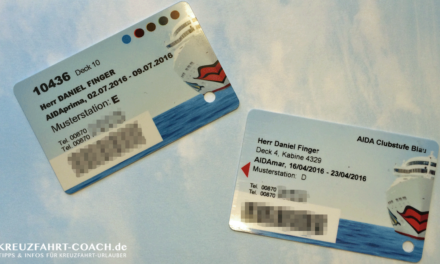 10436 Deck 10
Herr DANIEL FINGER
AIDAprima, 02.07.2016 - 09.07.2016
Musterstation: E
Tel. 00870
Tel. 00870
AIDA Clubstufe Blau
Herr Daniel Finger
Deck 4, Kabine 4329
AIDAmar, 16/04/2016 - 23/04/2016
Musterstation: D
Tel. 00870
Tel. 00870
KREUZFAHRT-COACH.de
TIPPS & INFOS FÜR KREUZFAHRT-URLAUBER